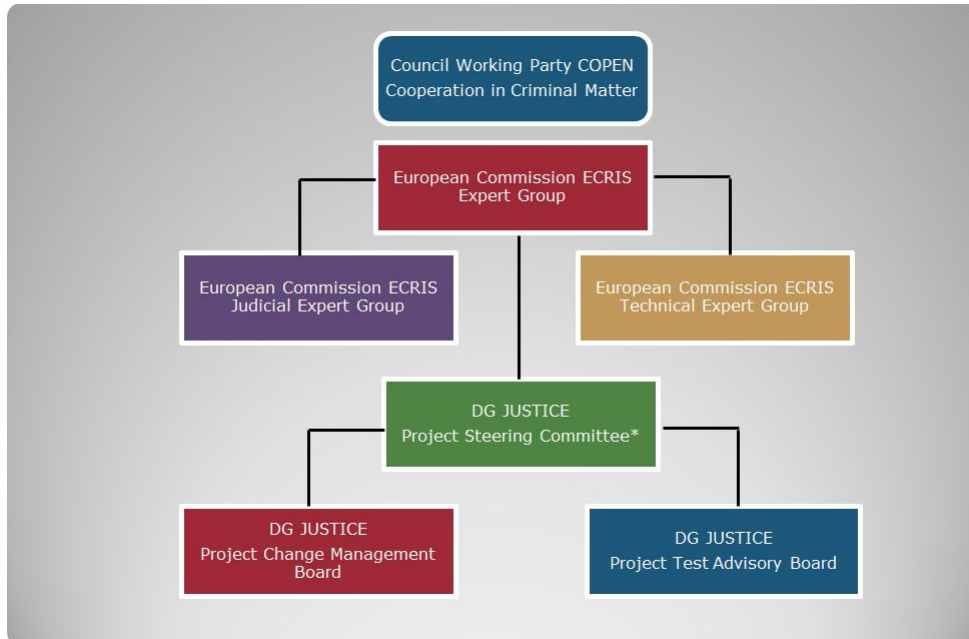 Council Working Party COPEN
Cooperation in Criminal Matter
European Commission ECRIS
Expert Group
European Commission ECRIS
Judicial Expert Group
European Commission ECRIS
Technical Expert Group
DG JUSTICE
Project Steering Committee*
DG JUSTICE
Project Change Management
Board
DG JUSTICE
Project Test Advisory Board